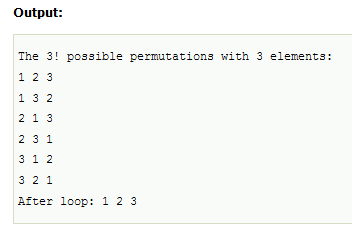 Output:
The 3! possible permutations with 3 elements:
1 2 3
1 3 2
2 1 3
2 3 1
3 1 2
3 2 1
After loop: 1 2 3